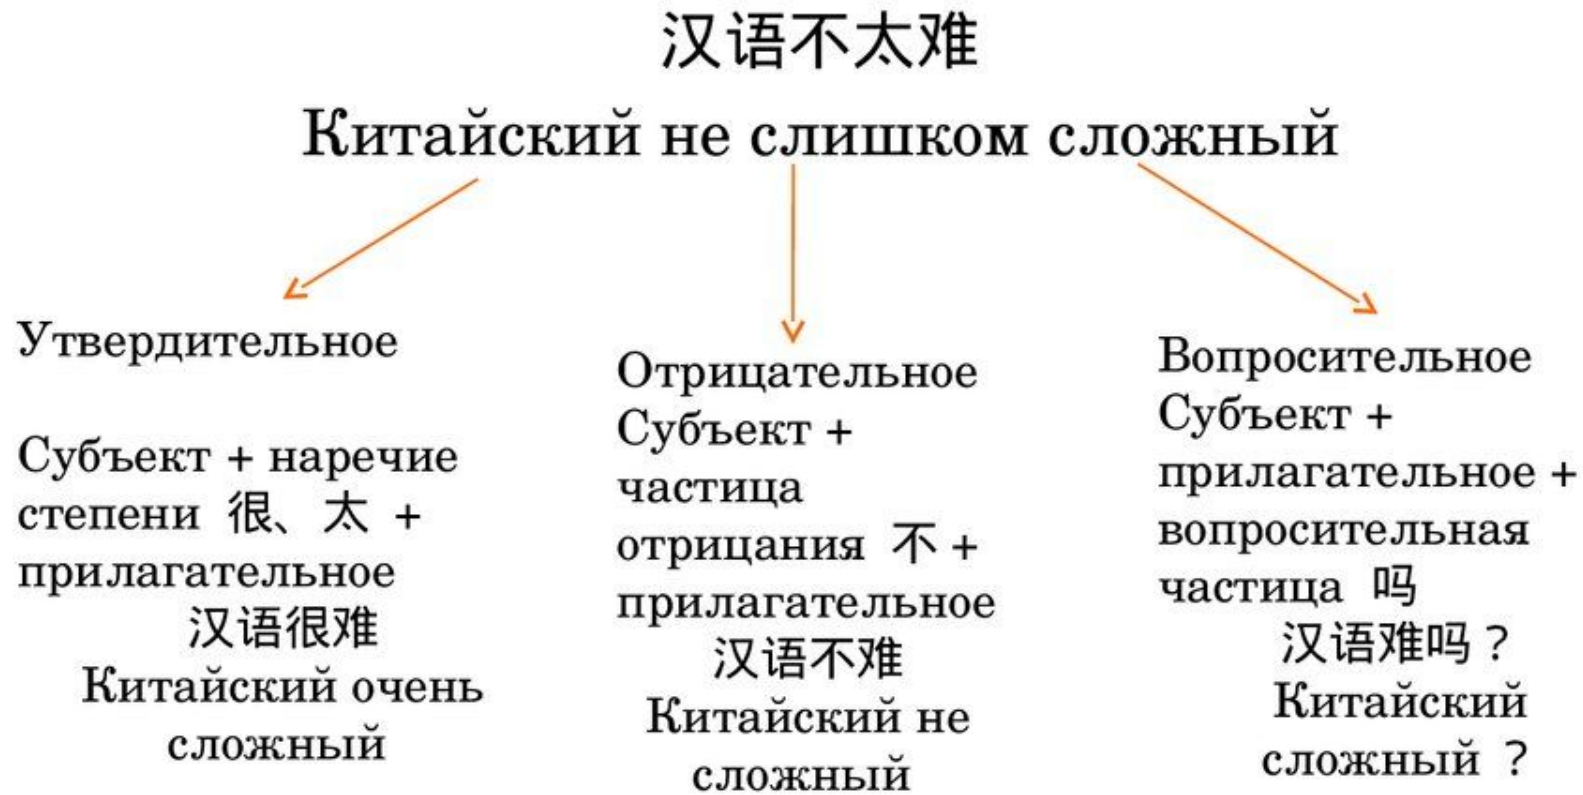 汉语不太难
Китайский не слишком сложный
Утвердительное
Субъект + наречие
степени 很、太 +
прилагательное
汉语很难
Китайский очень
сложный
Отрицательное
Субъект +
частица
отрицания 不 +
прилагательное
汉语不难
Китайский не
сложный
Вопросительное
Субъект +
прилагательное +
вопросительная
частица 吗
汉语难吗？
Китайский
сложный ？